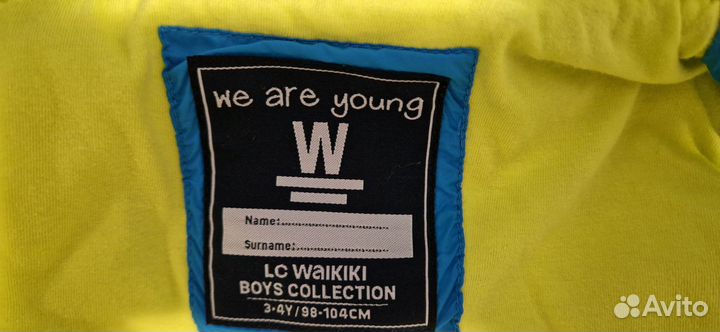 we are young
W
Name:........................
Surname:........................
LC WAIKIKI
BOYS COLLECTION
3-4Y/98-104CM
Avito